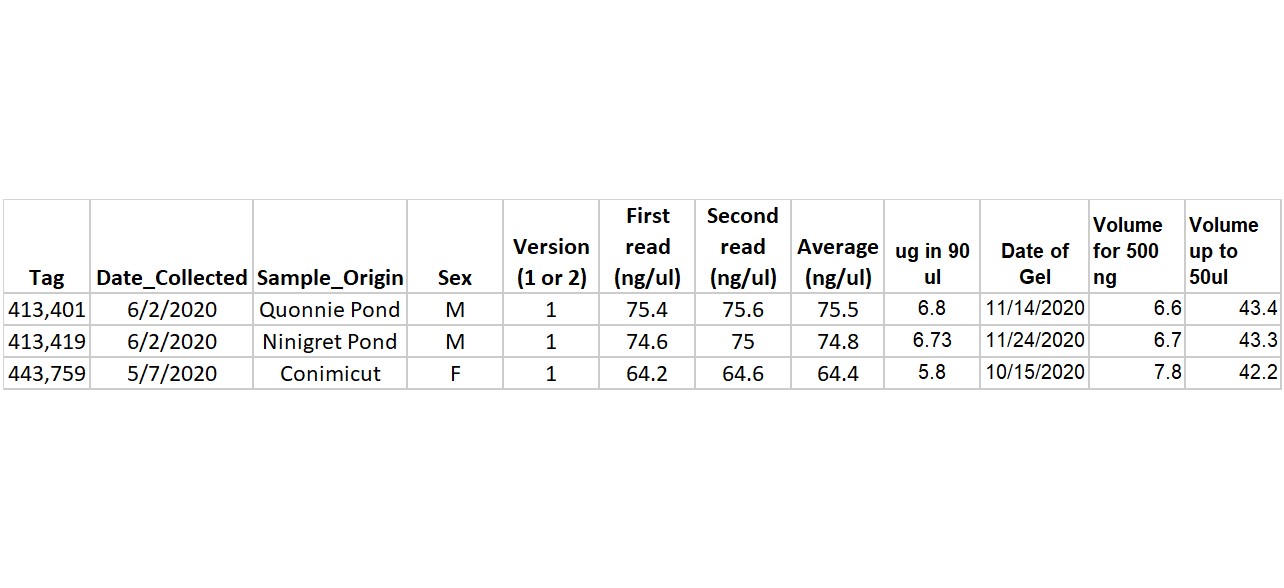 Tag Date_Collected Sample_Origin Sex Version (1 or 2) First read (ng/ul) Second read (ng/ul) Average (ng/ul) ug in 90 ul Date of Gel Volume for 500 ng Volume up to 50ul
413,401 6/2/2020 Quonnie Pond M 1 75.4 75.6 75.5 6.8 11/14/2020 6.6 43.4
413,419 6/2/2020 Ninigret Pond M 1 74.6 75 74.8 6.73 11/24/2020 6.7 43.3
443,759 5/7/2020 Conimicut F 1 64.2 64.6 64.4 5.8 10/15/2020 7.8 42.2